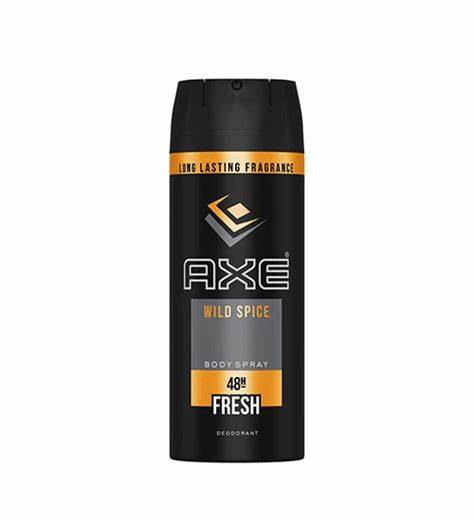 LONG LASTING FRAGRANCE
AXE®
WILD SPICE
BODY SPRAY
48H
FRESH
DEODORANT